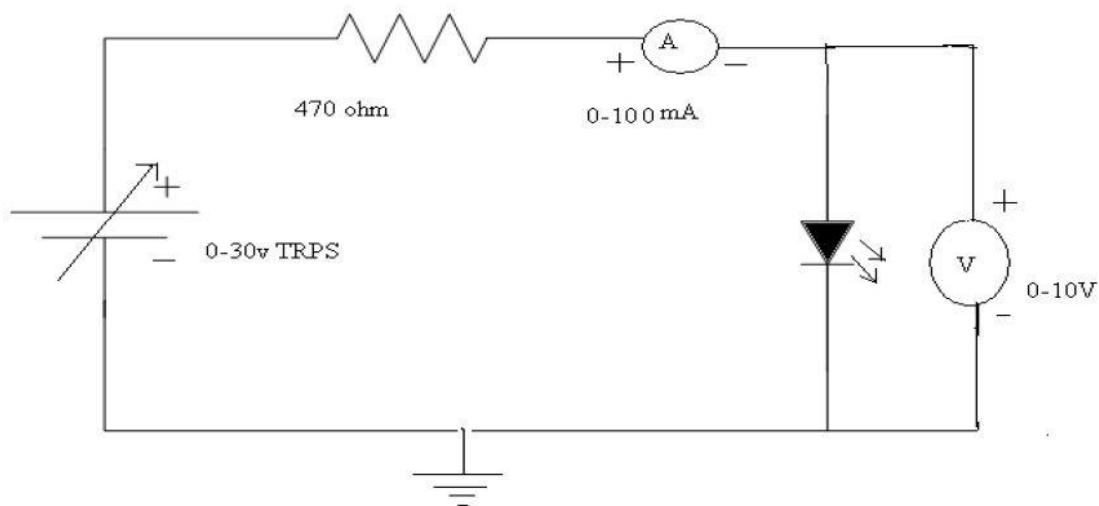 A
+ −
470 ohm
0-100 mA
+
−
0-30v TRPS
+
V
−
0-10V